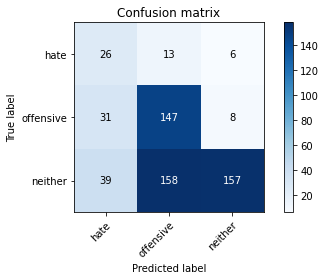 Confusion matrix
True label
hate
26
13
6
offensive
31
147
8
neither
39
158
157
hate
offensive
neither
Predicted label
140
120
100
80
60
40
20